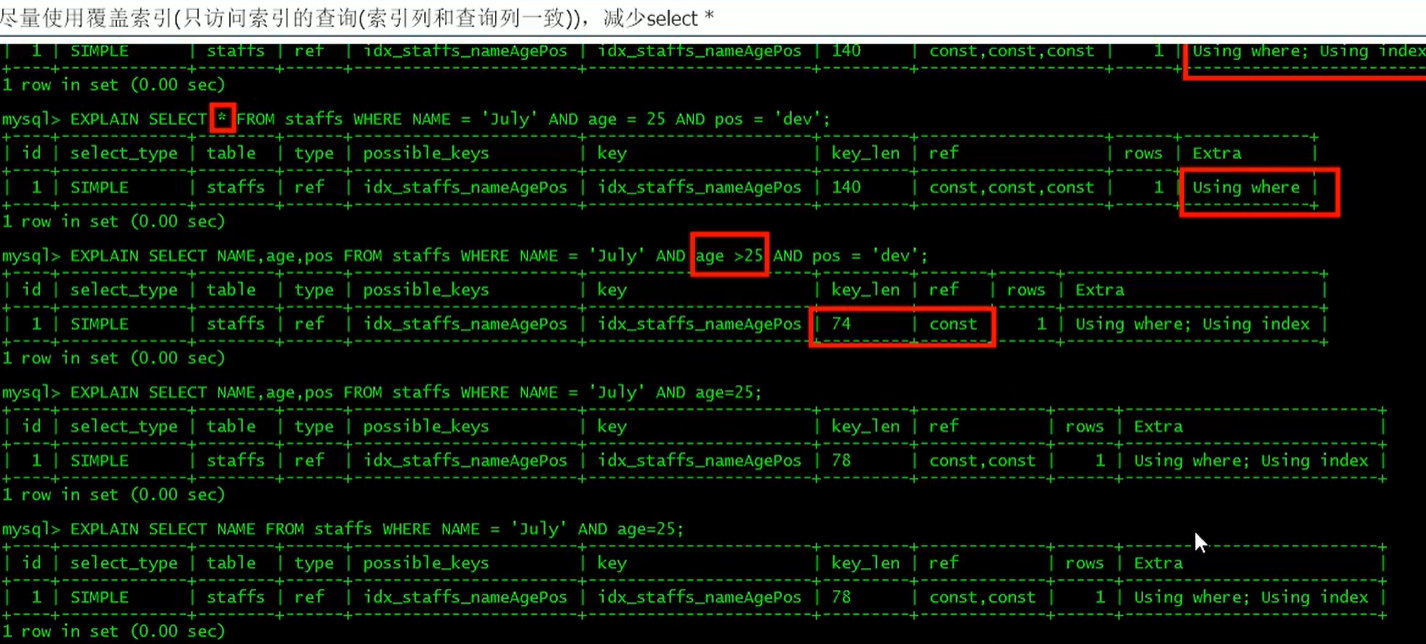 尽量使用覆盖索引(只访问索引的查询(索引列和查询列一致))，减少select *
| 1 | SIMPLE | staffs | ref | idx_staffs_nameAgePos | idx_staffs_nameAgePos | 140 | const,const,const | 1 | Using where; Using index
1 row in set (0.00 sec)
mysql> EXPLAIN SELECT * FROM staffs WHERE NAME = 'July' AND age = 25 AND pos = 'dev';
| id | select_type | table | type | possible_keys | key | key_len | ref | rows | Extra |
| 1 | SIMPLE | staffs | ref | idx_staffs_nameAgePos | idx_staffs_nameAgePos | 140 | const,const,const | 1 | Using where |
1 row in set (0.00 sec)
mysql> EXPLAIN SELECT NAME,age,pos FROM staffs WHERE NAME = 'July' AND age >25 AND pos = 'dev';
| id | select_type | table | type | possible_keys | key | key_len | ref | rows | Extra |
| 1 | SIMPLE | staffs | ref | idx_staffs_nameAgePos | idx_staffs_nameAgePos | 74 | const | 1 | Using where; Using index |
1 row in set (0.00 sec)
mysql> EXPLAIN SELECT NAME,age,pos FROM staffs WHERE NAME = 'July' AND age=25;
| id | select_type | table | type | possible_keys | key | key_len | ref | rows | Extra |
| 1 | SIMPLE | staffs | ref | idx_staffs_nameAgePos | idx_staffs_nameAgePos | 78 | const,const | 1 | Using where; Using index |
1 row in set (0.00 sec)
mysql> EXPLAIN SELECT NAME FROM staffs WHERE NAME = 'July' AND age=25;
| id | select_type | table | type | possible_keys | key | key_len | ref | rows | Extra |
| 1 | SIMPLE | staffs | ref | idx_staffs_nameAgePos | idx_staffs_nameAgePos | 78 | const,const | 1 | Using where; Using index |
1 row in set (0.00 sec)